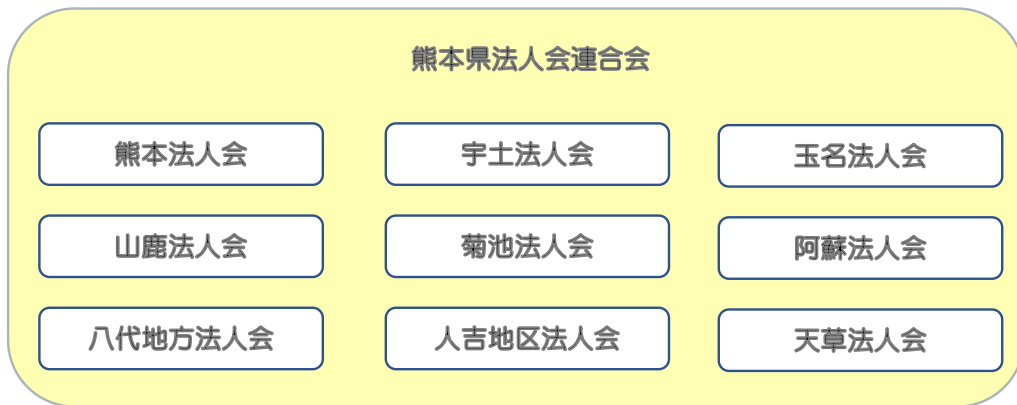 熊本県法人会連合会
熊本法人会
宇土法人会
玉名法人会
山鹿法人会
菊池法人会
阿蘇法人会
八代地方法人会
人吉地区法人会
天草法人会